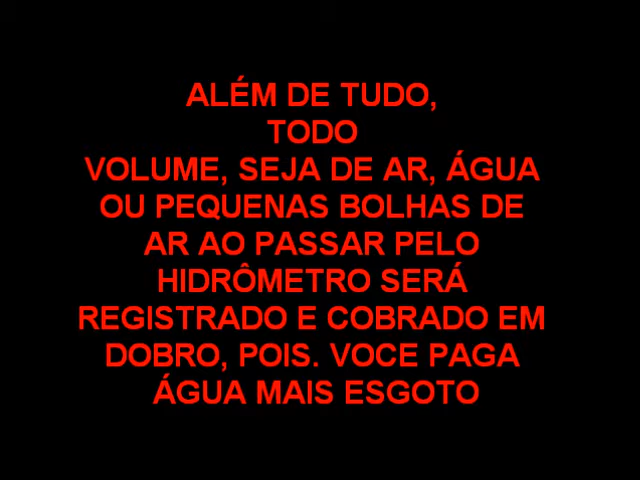 ALÉM DE TUDO,
TODO
VOLUME, SEJA DE AR, ÁGUA
OU PEQUENAS BOLHAS DE
AR AO PASSAR PELO
HIDRÔMETRO SERÁ
REGISTRADO E COBRADO EM
DOBRO, POIS. VOCE PAGA
ÁGUA MAIS ESGOTO